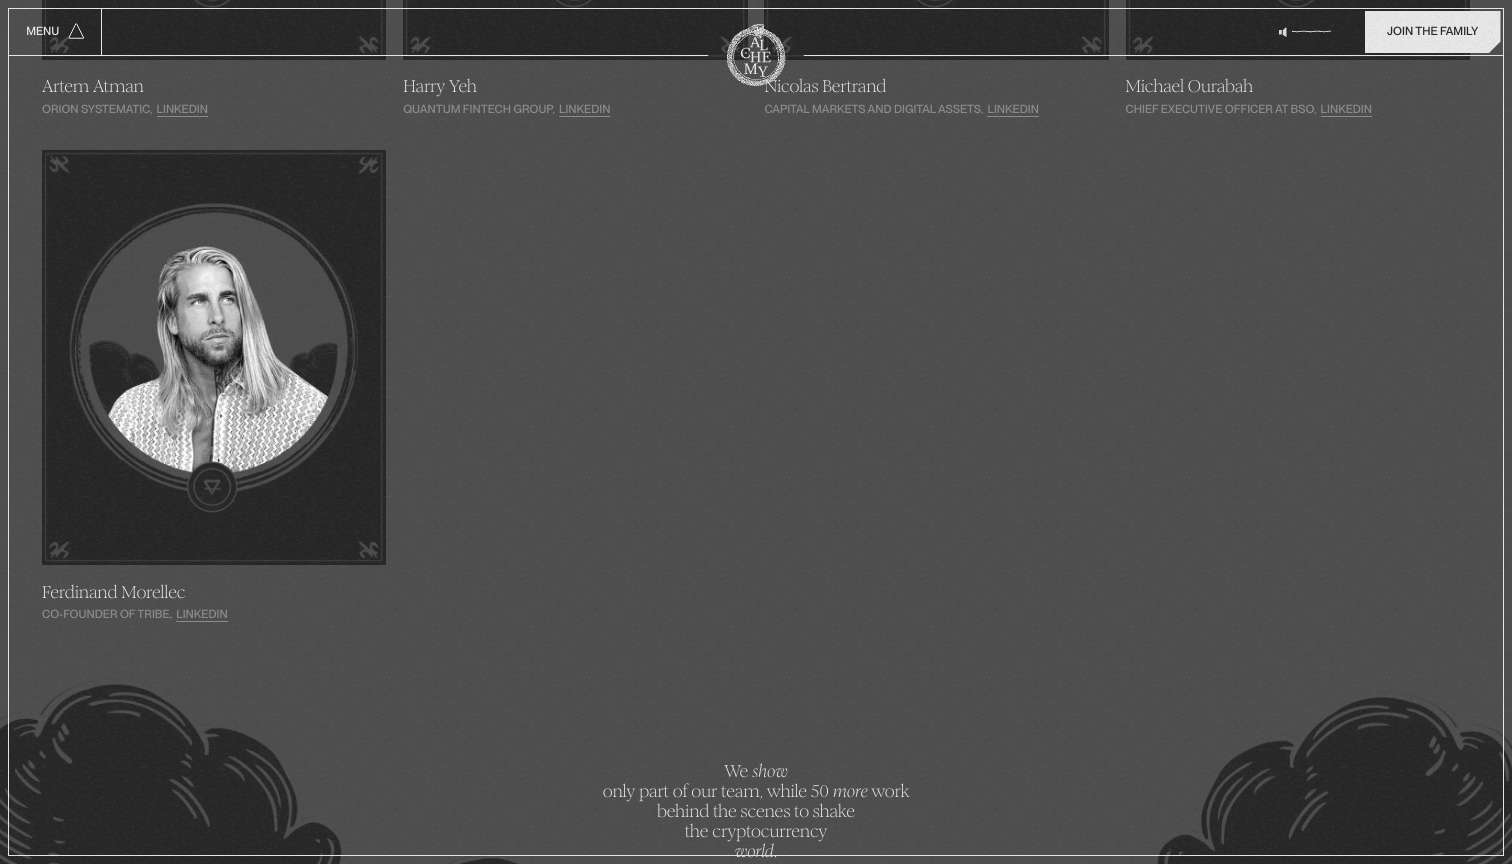 MENU
JOIN THE FAMILY
AL
CHE
MY
Artem Atman
ORION SYSTEMATIC, LINKEDIN
Harry Yeh
QUANTUM FINTECH GROUP, LINKEDIN
Nicolas Bertrand
CAPITAL MARKETS AND DIGITAL ASSETS, LINKEDIN
Michael Ourabah
CHIEF EXECUTIVE OFFICER AT BSO, LINKEDIN
Ferdinand Morellec
CO-FOUNDER OF TRIBE, LINKEDIN
We show
only part of our team, while 50 more work
behind the scenes to shake
the cryptocurrency
world.